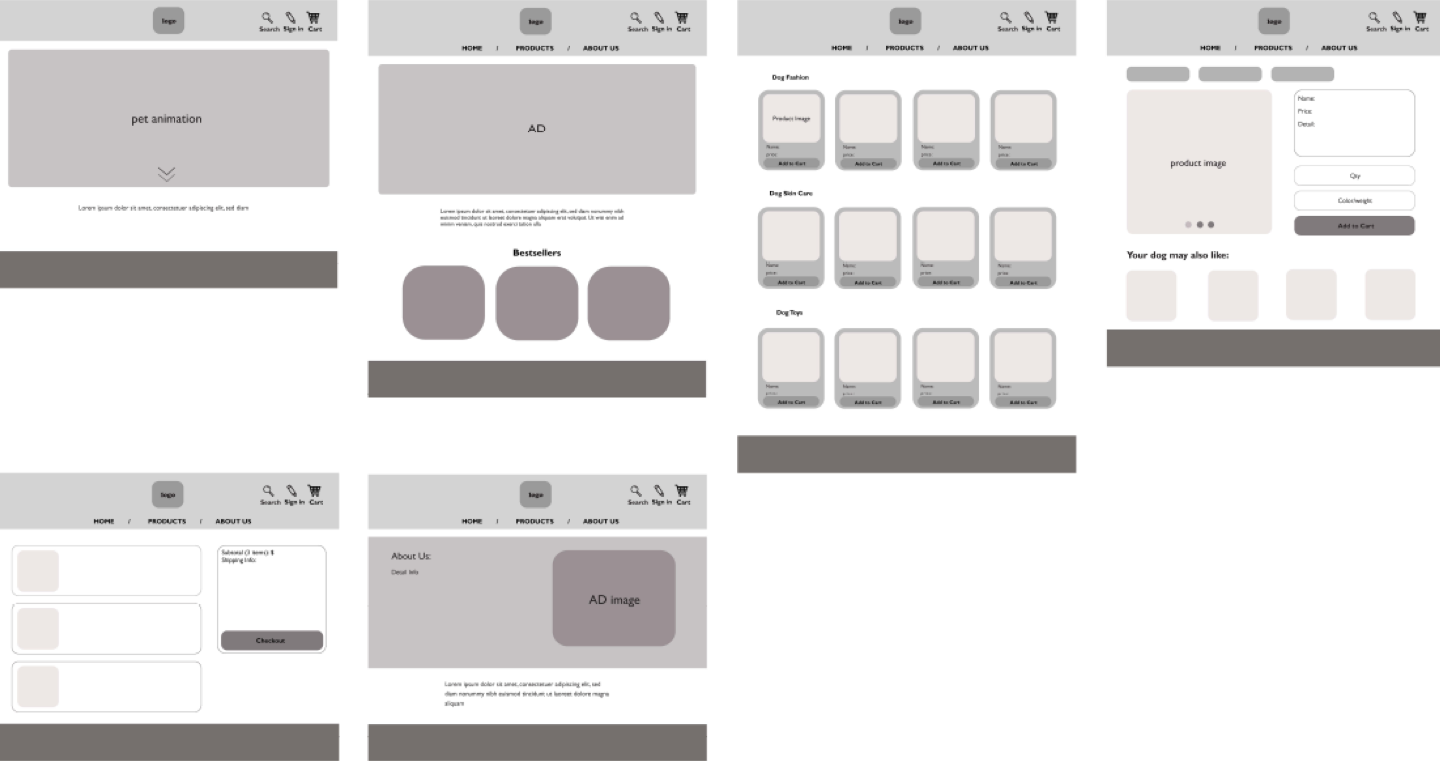 logo
Search Sign in Cart
pet animation
Lorem ipsum dolor sit amet, consectetuer adipiscing elit, sed diam
logo
Search Sign in Cart
HOME / PRODUCTS / ABOUT US
AD
Lorem ipsum dolor sit amet, consectetuer adipiscing elit, sed diam nonummy nibh
euismod tincidunt ut laoreet dolore magna aliquam erat volutpat. Ut wisi enim ad
minim veniam, quis nostrud exerci tation ulla
Bestsellers
logo
Search Sign in Cart
HOME / PRODUCTS / ABOUT US
Dog Fashion
Product Image
Name: Name: Name: Name:
price: price: price: price:
Add to Cart Add to Cart Add to Cart Add to Cart
Dog Skin Care
Name: Name: Name: Name:
price: price: price: price:
Add to Cart Add to Cart Add to Cart Add to Cart
Dog Toys
Name: Name: Name: Name:
Add to Cart Add to Cart Add to Cart Add to Cart
logo
Search Sign in Cart
HOME / PRODUCTS / ABOUT US
product image
Name:
Price:
Detail:
Qty
Color/weight
Add to Cart
Your dog may also like:
logo
Search Sign in Cart
HOME / PRODUCTS / ABOUT US
Subtotal (3 items) $
Shipping Info:
Checkout
logo
Search Sign in Cart
HOME / PRODUCTS / ABOUT US
About Us:
Detail Info
AD image
Lorem ipsum dolor sit amet, consectetuer adipiscing elit, sed
diam nonummy nibh euismod tincidunt ut laoreet dolore magna
aliquam